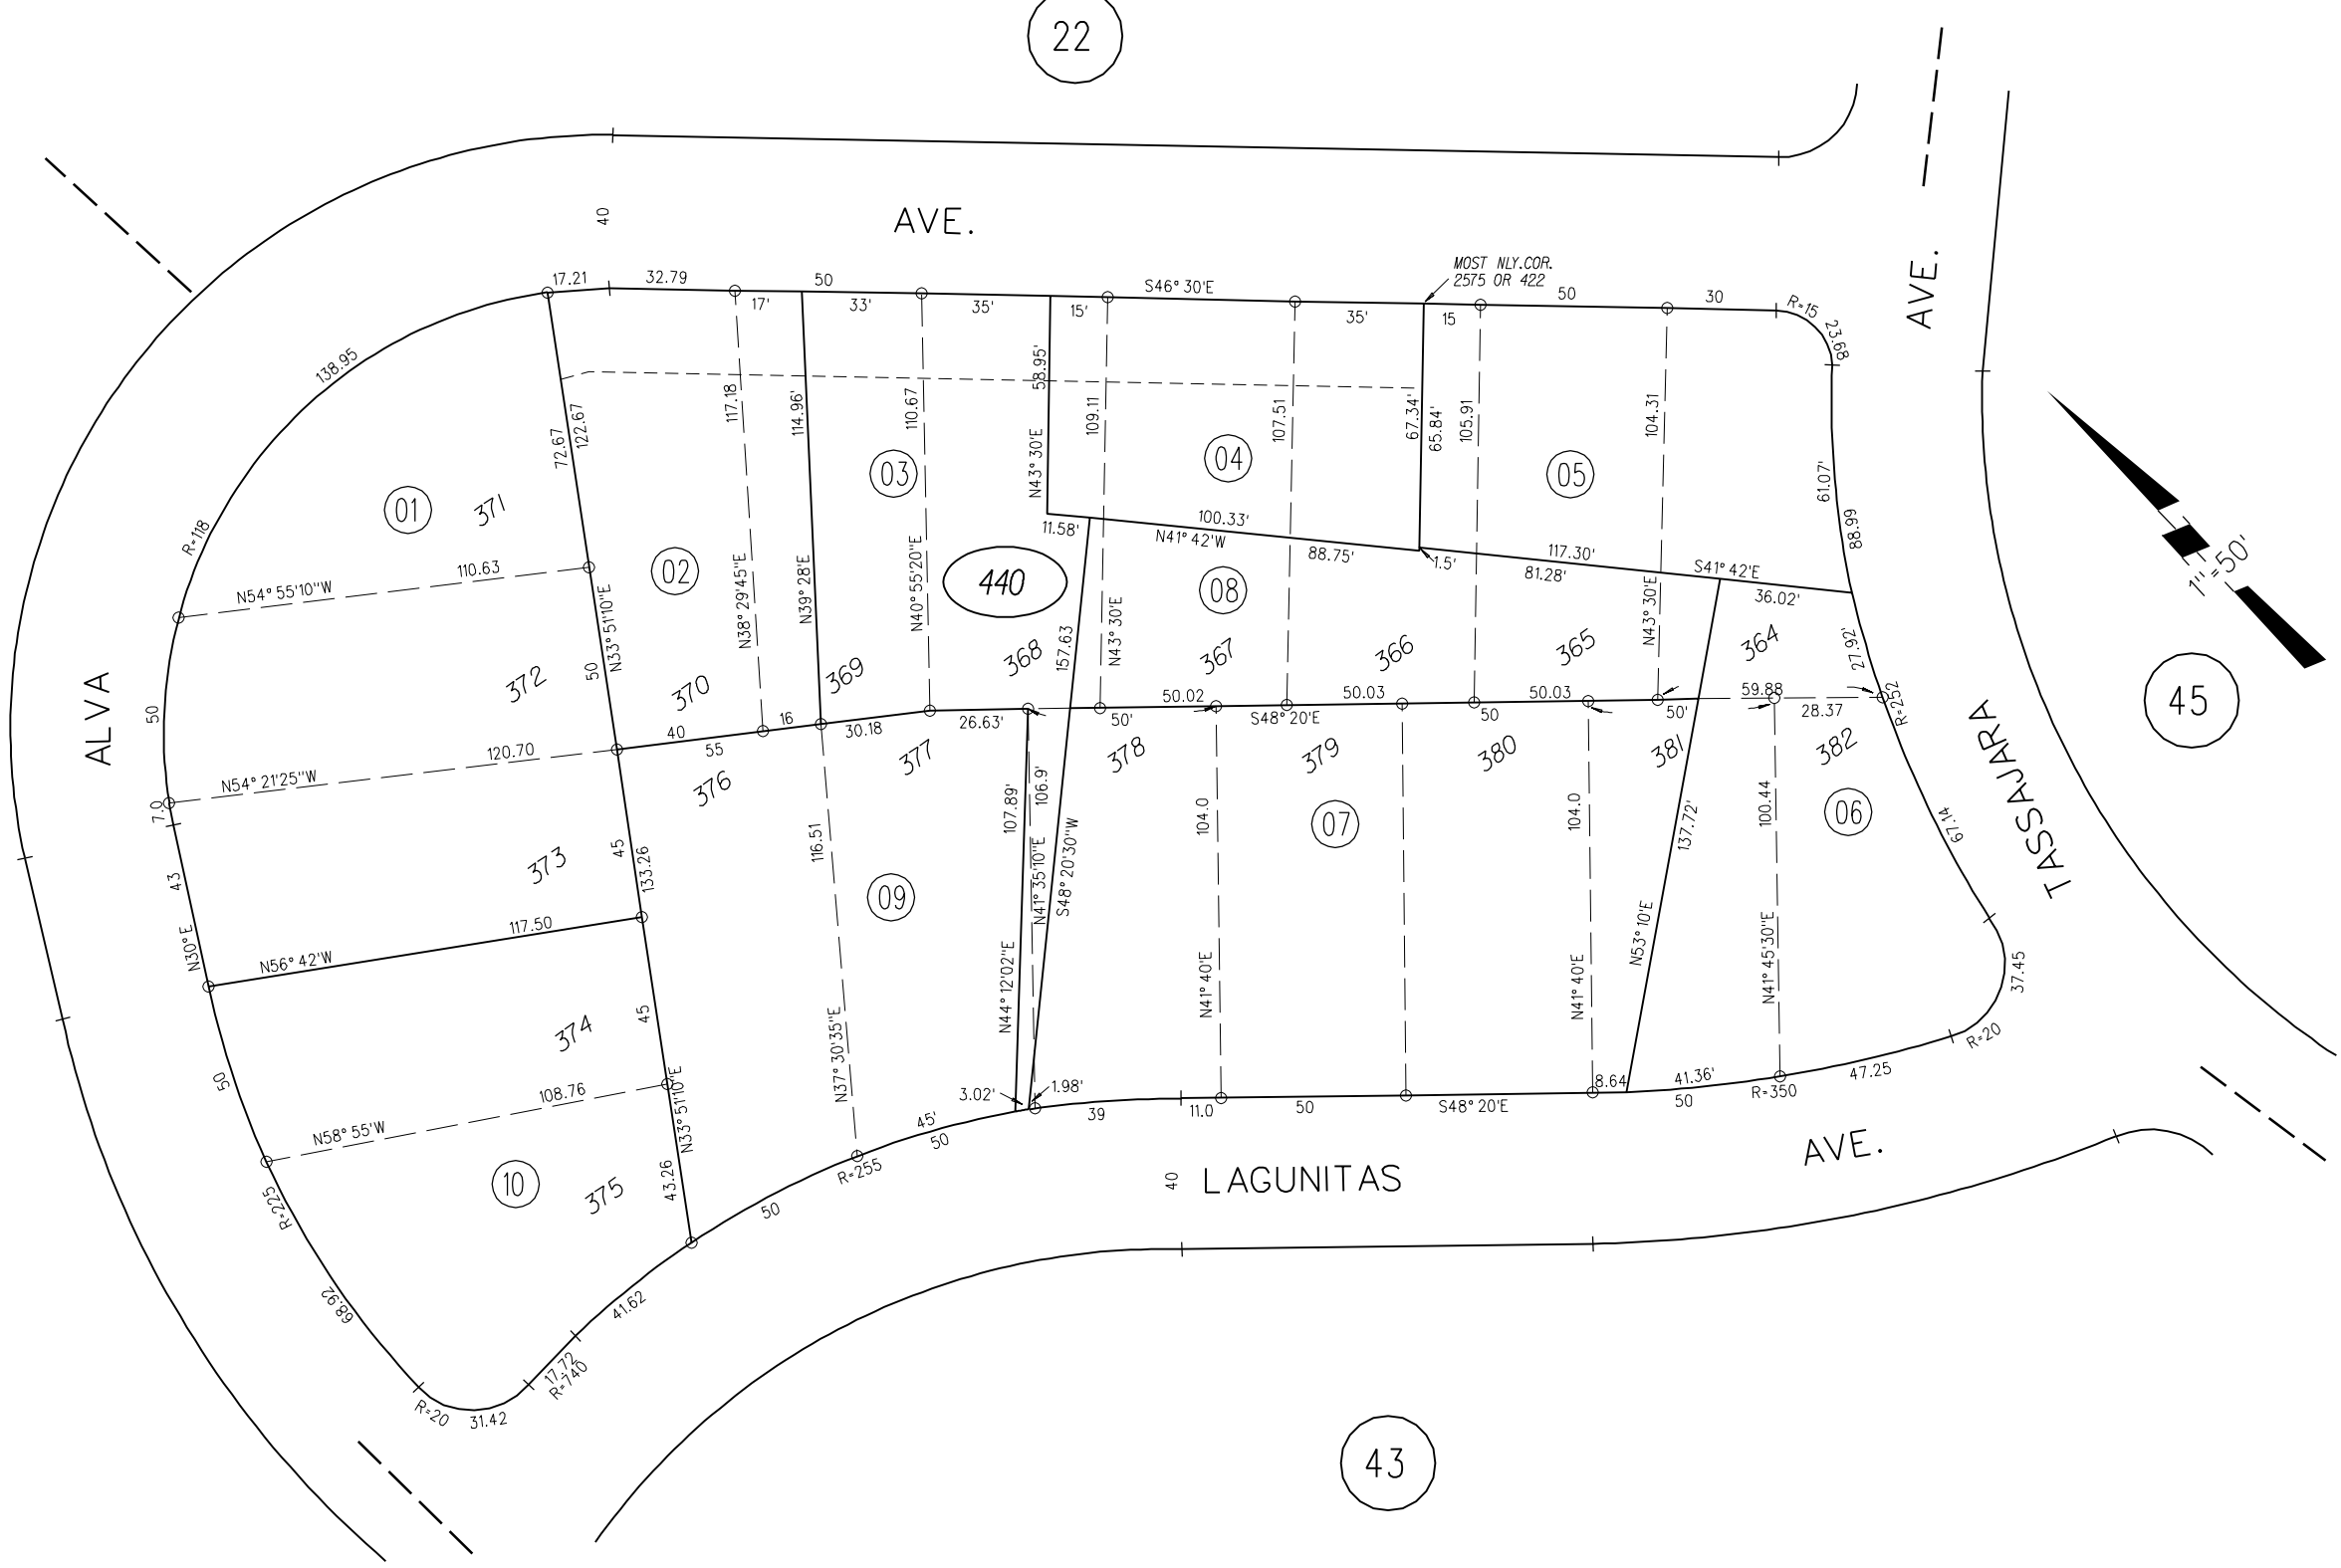 22
AVE.
40
17.21
32.79
17'
50
33'
35'
15'
S46° 30'E
35'
MOST NLY.COR.
2575 OR 422
15
50
30
R=15
23.68
AVE.
138.95
72.67
122.67
117.18
114.96'
110.67
58.95'
109.11
107.51
67.34'
65.84'
105.91
104.31
61.07'
88.99
R=118
01
371
02
03
N43° 30'E
04
05
11.58'
100.33'
N41° 42'W
88.75'
1.5'
117.30'
81.28'
S41° 42'E
36.02'
1"=50'
N54° 55'10"W
110.63
N33° 51'10"E
50
N38° 29'45"E
N39° 28'E
N40° 55'20"E
440
08
157.63
N43° 30'E
N43° 30'E
27.92'
372
370
369
368
367
366
365
364
45
ALVA
50
40
16
55
30.18
26.63'
50'
50.02
S48° 20'E
50.03
50
50.03
50'
59.88
28.37
R=252
TASSAJARA
N54° 21'25"W
120.70
376
377
378
379
380
381
382
7.0
43
N30°E
45
133.26
373
116.51
107.89'
106.9'
104.0
07
104.0
137.72'
100.44
06
67.14
09
N41° 35'10"E
S48° 20'30"W
N56° 42'W
117.50
N44° 12'02"E
N41° 40'E
N41° 40'E
N53° 10'E
N41° 45'30"E
37.45
R=20
374
45
50
N37° 30'35"E
N58° 55'W
108.76
N33° 51'10"E
3.02'
1.98'
39
11.0
50
S48° 20'E
8.64
41.36'
50
R=350
47.25
45'
50
R=255
10
375
43.26
R=225
50
40
LAGUNITAS
AVE.
68.92
41.62
17.72
R=740
R=20
31.42
43